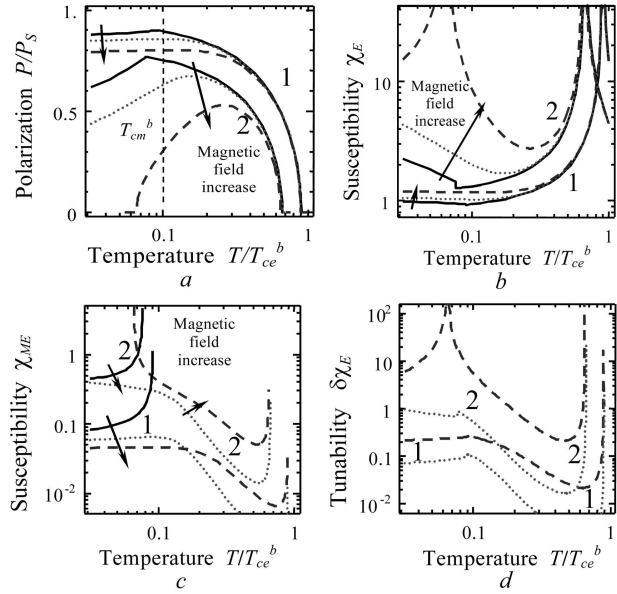 Polarization P/P_S
1.
0.5
0
1
2
T_cm^b
Magnetic
field
increase
0.1
1
Temperature T/T_ce^b
a
Susceptibility χ_E
10
1
Magnetic
field
increase
2
1
0.1
1
Temperature T/T_ce^b
b
Susceptibility χ_ME
1
0.1
10^-2
Magnetic
field
increase
2
1
2
0.1
1
Temperature T/T_ce^b
c
Tunability δχ_E
10^2
10
1
0.1
10^-2
2
1
2
1
0.1
1
Temperature T/T_ce^b
d